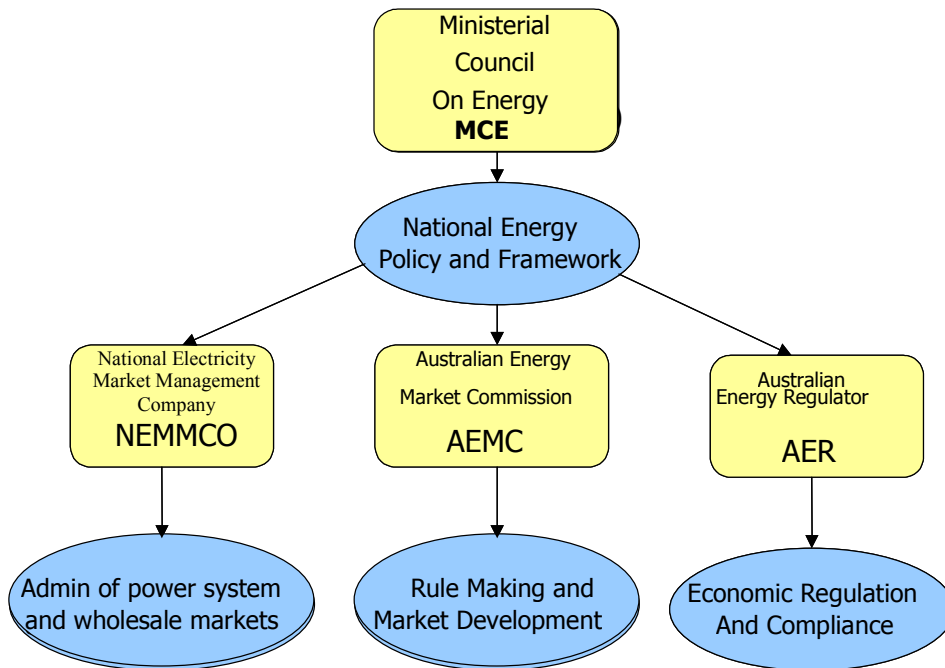 Ministerial
Council
On Energy
MCE
National Energy
Policy and Framework
National Electricity
Market Management
Company
NEMMCO
Australian Energy
Market Commission
AEMC
Australian
Energy Regulator
AER
Admin of power system
and wholesale markets
Rule Making and
Market Development
Economic Regulation
And Compliance